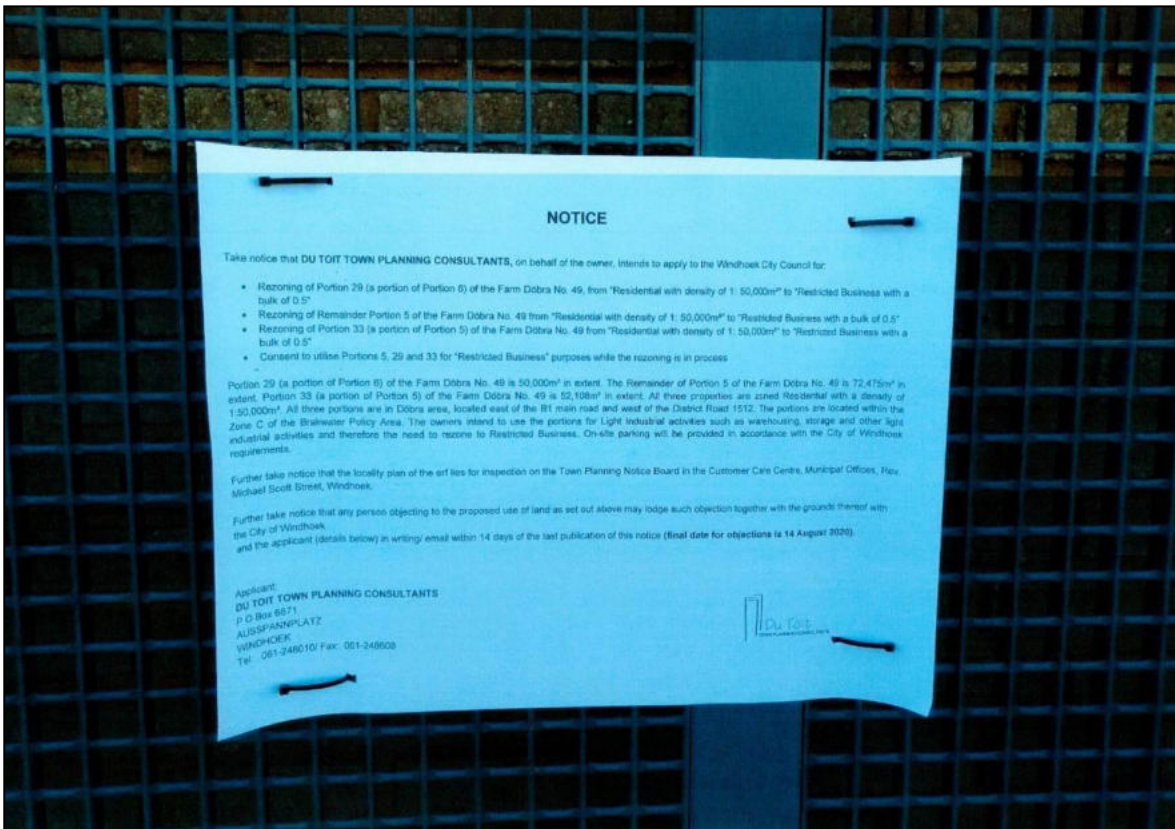 NOTICE
Take notice that DU TOIT TOWN PLANNING CONSULTANTS, on behalf of the owner, intends to apply to the Windhoek City Council for:
• Rezoning of Portion 29 (a portion of Portion 6) of the Farm Döbra No. 49, from "Residential with density of 1: 50,000m²" to "Restricted Business with a
bulk of 0.5"
• Rezoning of Remainder Portion 5 of the Farm Döbra No. 49 from "Residential with density of 1: 50,000m²" to "Restricted Business with a bulk of 0.5"
• Rezoning of Portion 33 (a portion of Portion 5) of the Farm Döbra No. 49 from "Residential with density of 1: 50,000m²" to "Restricted Business with a
bulk of 0.5"
• Consent to utilise Portions 5, 29 and 33 for "Restricted Business" purposes while the rezoning is in process
Portion 29 (a portion of Portion 6) of the Farm Döbra No. 49 is 50,000m² in extent. The Remainder of Portion 5 of the Farm Döbra No. 49 is 72,475m² in
extent. Portion 33 (a portion of Portion 5) of the Farm Döbra No. 49 is 52,108m² in extent. All three properties are zoned Residential with a density of
1:50,000m². All three portions are in Döbra area, located east of the B1 main road and west of the District Road 1512. The portions are located within the
Zone C of the Brakwater Policy Area. The owners intend to use the portions for Light Industrial activities such as warehousing, storage and other light
industrial activities and therefore the need to rezone to Restricted Business. On-site parking will be provided in accordance with the City of Windhoek
requirements.
Further take notice that the locality plan of the erf lies for inspection on the Town Planning Notice Board in the Customer Care Centre, Municipal Offices, Rev.
Michael Scott Street, Windhoek.
Further take notice that any person objecting to the proposed use of land as set out above may lodge such objection together with the grounds thereof with
the City of Windhoek
and the applicant (details below) in writing/ email within 14 days of the last publication of this notice (final date for objections is 14 August 2020).
Applicant:
DU TOIT TOWN PLANNING CONSULTANTS
P O Box 6871
AUSSPANNPLATZ
WINDHOEK
Tel: 061-248010/ Fax: 061-248608
Du Toit
TOWN PLANNING CONSULTANTS